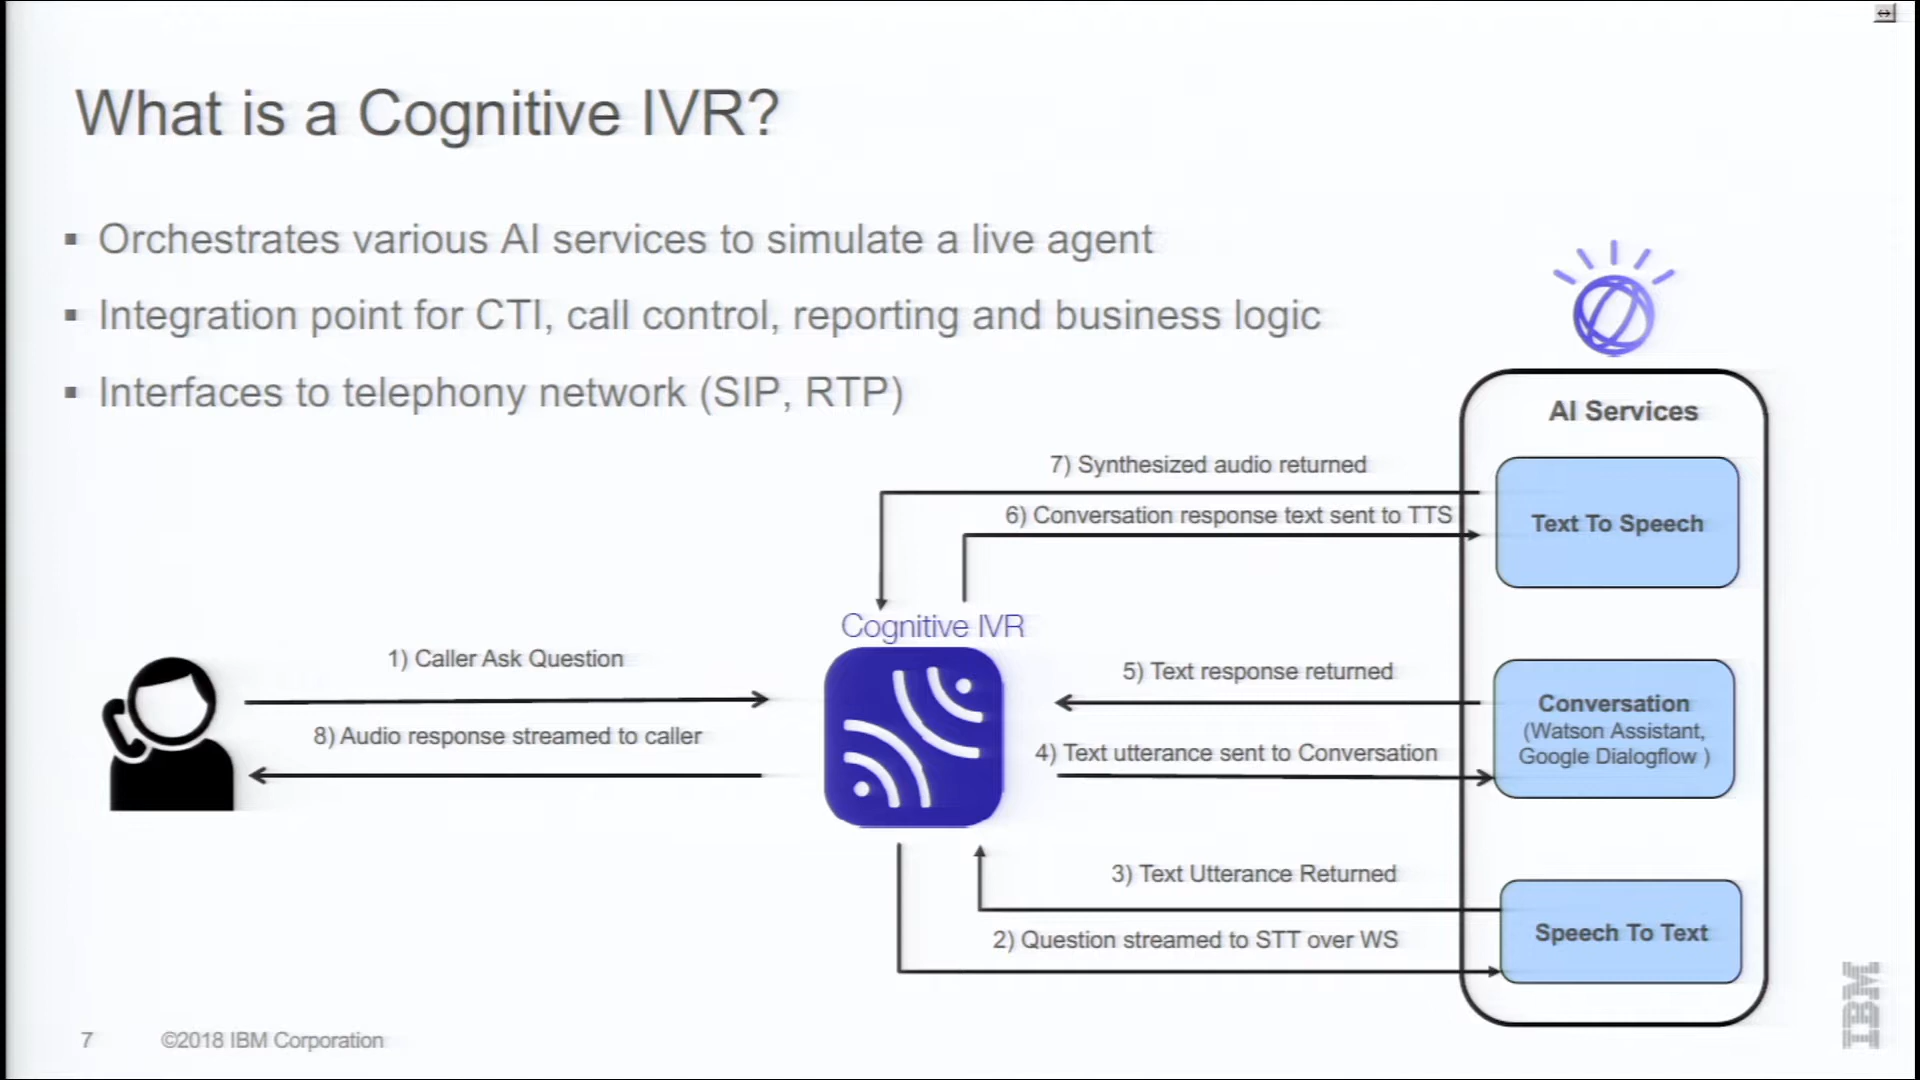 What is a Cognitive IVR?
▪ Orchestrates various AI services to simulate a live agent
▪ Integration point for CTI, call control, reporting and business logic
▪ Interfaces to telephony network (SIP, RTP)
AI Services
7) Synthesized audio returned
6) Conversation response text sent to TTS
Text To Speech
Cognitive IVR
1) Caller Ask Question
8) Audio response streamed to caller
5) Text response returned
4) Text utterance sent to Conversation
Conversation
(Watson Assistant,
Google Dialogflow )
3) Text Utterance Returned
2) Question streamed to STT over WS
Speech To Text
7
©2018 IBM Corporation
IBM